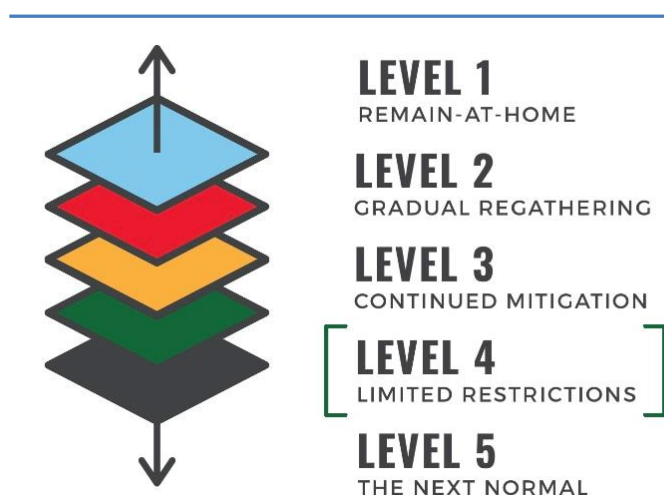 LEVEL 1
REMAIN-AT-HOME
LEVEL 2
GRADUAL REGATHERING
LEVEL 3
CONTINUED MITIGATION
LEVEL 4
LIMITED RESTRICTIONS
LEVEL 5
THE NEXT NORMAL